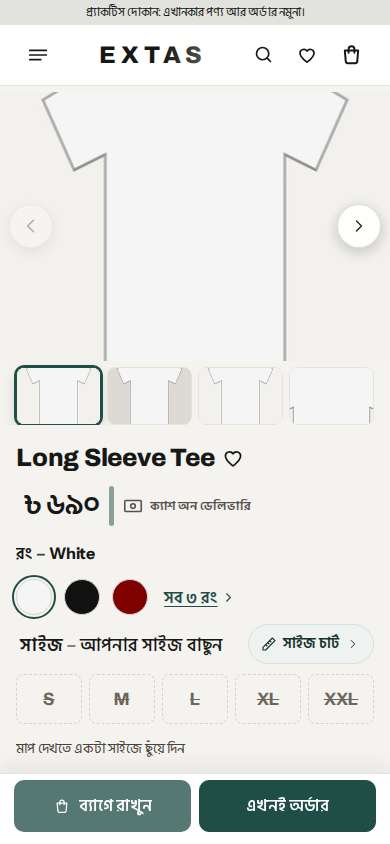 প্র্যাকটিস দোকান: এখানকার পণ্য আর অর্ডার নমুনা।
EXTAS
Long Sleeve Tee
৳ ৬৯০
ক্যাশ অন ডেলিভারি
রং – White
সব ৩ রং
সাইজ – আপনার সাইজ বাছুন
সাইজ চার্ট
S M L XL XXL
মাপ দেখতে একটা সাইজে ছুঁয়ে দিন
ব্যাগে রাখুন
এখনই অর্ডার